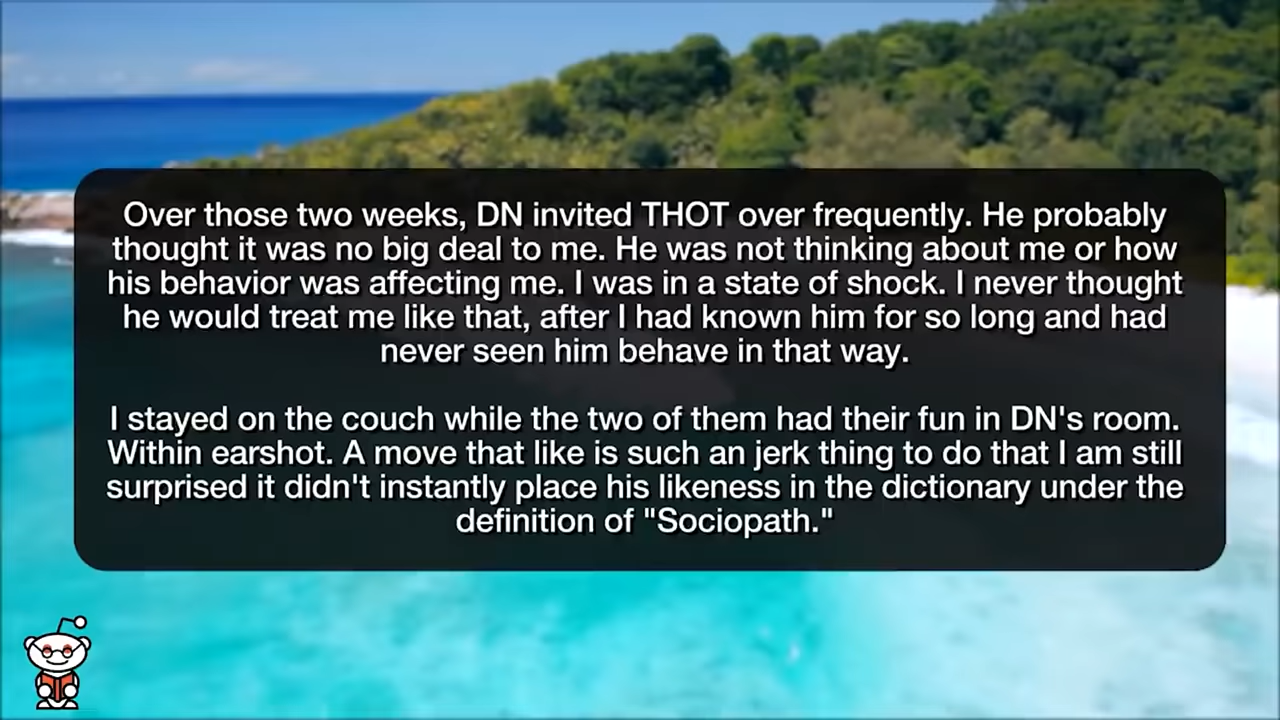 Over those two weeks, DN invited THOT over frequently. He probably
thought it was no big deal to me. He was not thinking about me or how
his behavior was affecting me. I was in a state of shock. I never thought
he would treat me like that, after I had known him for so long and had
never seen him behave in that way.
I stayed on the couch while the two of them had their fun in DN's room.
Within earshot. A move that like is such an jerk thing to do that I am still
surprised it didn't instantly place his likeness in the dictionary under the
definition of "Sociopath."